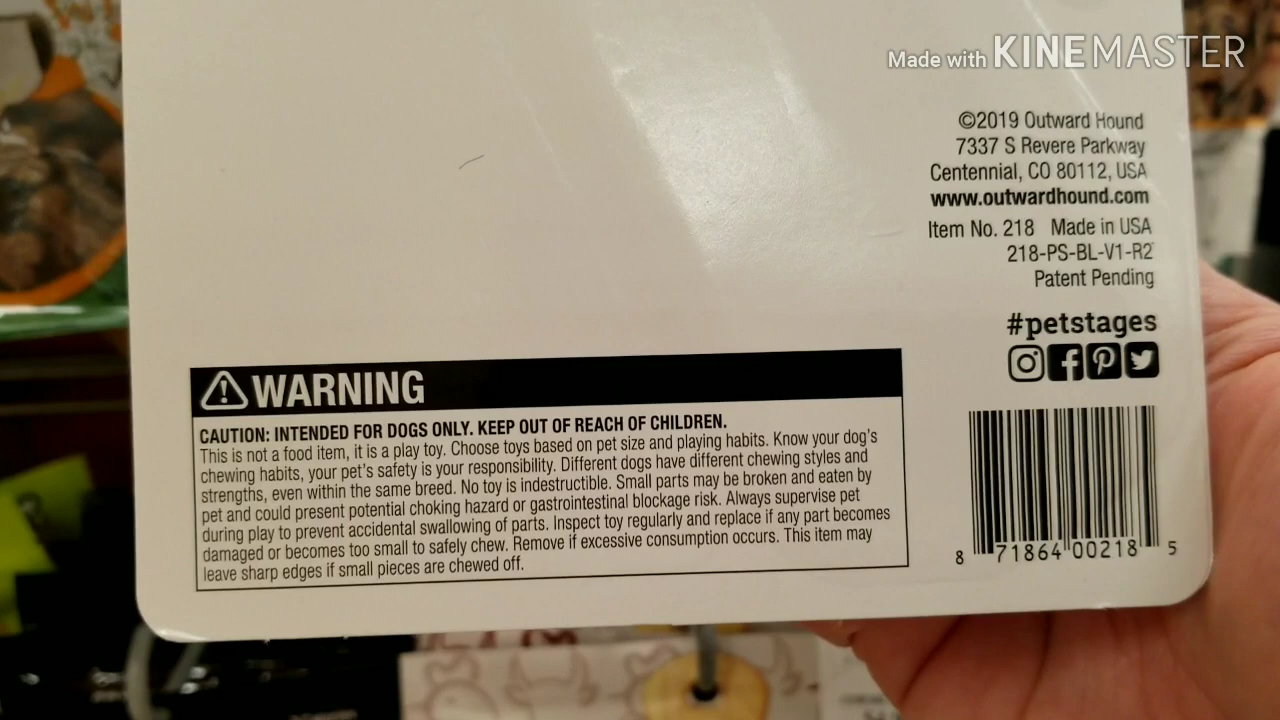 Made with KINEMASTER
©2019 Outward Hound
7337 S Revere Parkway
Centennial, CO 80112, USA
www.outwardhound.com
Item No. 218 Made in USA
218-PS-BL-V1-R2
Patent Pending
#petstages
WARNING
CAUTION: INTENDED FOR DOGS ONLY. KEEP OUT OF REACH OF CHILDREN.
This is not a food item, it is a play toy. Choose toys based on pet size and playing habits. Know your dog's
chewing habits, your pet's safety is your responsibility. Different dogs have different chewing styles and
strengths, even within the same breed. No toy is indestructible. Small parts may be broken and eaten by
pet and could present potential choking hazard or gastrointestinal blockage risk. Always supervise pet
during play to prevent accidental swallowing of parts. Inspect toy regularly and replace if any part becomes
damaged or becomes too small to safely chew. Remove if excessive consumption occurs. This item may
leave sharp edges if small pieces are chewed off.
8 71864 00218 5